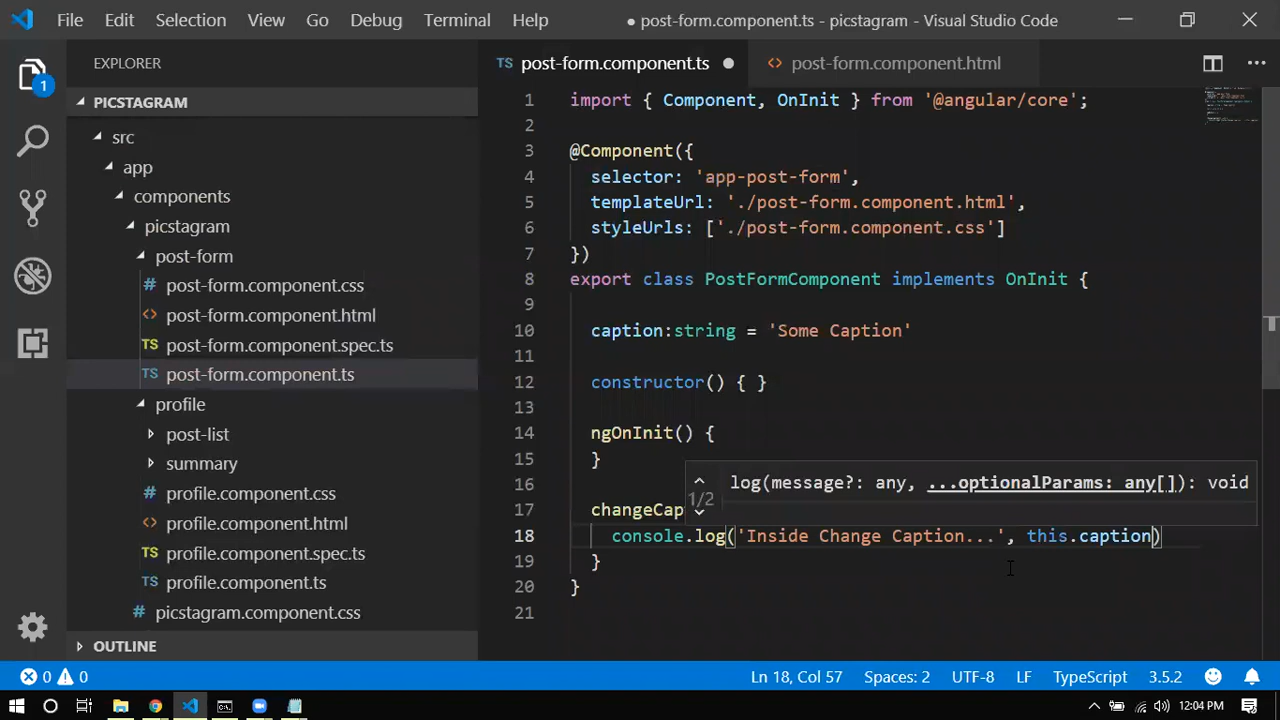 File Edit Selection View Go Debug Terminal Help ● post-form.component.ts - picstagram - Visual Studio Code
EXPLORER
1
PICSTAGRAM
src
app
components
picstagram
post-form
# post-form.component.css
<> post-form.component.html
TS post-form.component.spec.ts
TS post-form.component.ts
profile
post-list
summary
# profile.component.css
<> profile.component.html
TS profile.component.spec.ts
TS profile.component.ts
# picstagram.component.css
OUTLINE
TS post-form.component.ts ● <> post-form.component.html
1 import { Component, OnInit } from '@angular/core';
2
3 @Component({
4 selector: 'app-post-form',
5 templateUrl: './post-form.component.html',
6 styleUrls: ['./post-form.component.css']
7 })
8 export class PostFormComponent implements OnInit {
9
10 caption:string = 'Some Caption'
11
12 constructor() { }
13
14 ngOnInit() {
15 }
16
log(message?: any, ...optionalParams: any[]): void
1/2
17 changeCap
18 console.log('Inside Change Caption...', this.caption)
19 }
20 }
21
0 0 Ln 18, Col 57 Spaces: 2 UTF-8 LF TypeScript 3.5.2
12:04 PM